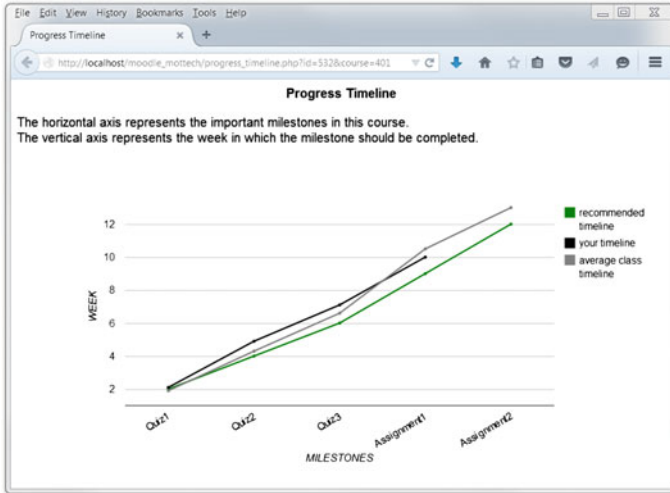 File Edit View History Bookmarks Tools Help
Progress Timeline
http://localhost/moodle_mottech/progress_timeline.php?id=532&course=401
Progress Timeline
The horizontal axis represents the important milestones in this course.
The vertical axis represents the week in which the milestone should be completed.
12
10
8
6
4
2
WEEK
Quiz1
Quiz2
Quiz3
Assignment1
Assignment2
MILESTONES
recommended
timeline
your timeline
average class
timeline